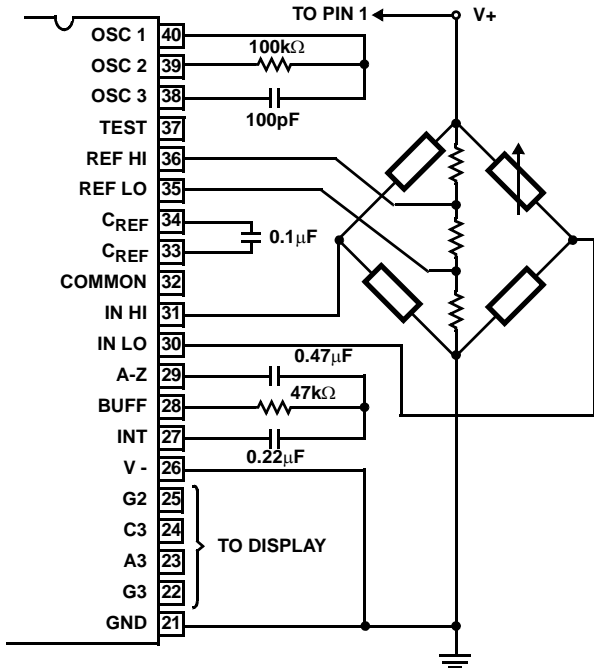 TO PIN 1 V+
OSC 1 40
100kΩ
OSC 2 39
OSC 3 38
100pF
TEST 37
REF HI 36
REF LO 35
CREF 34
0.1µF
CREF 33
COMMON 32
IN HI 31
IN LO 30
0.47µF
A-Z 29
47kΩ
BUFF 28
INT 27
0.22µF
V - 26
G2 25
C3 24
TO DISPLAY
A3 23
G3 22
GND 21